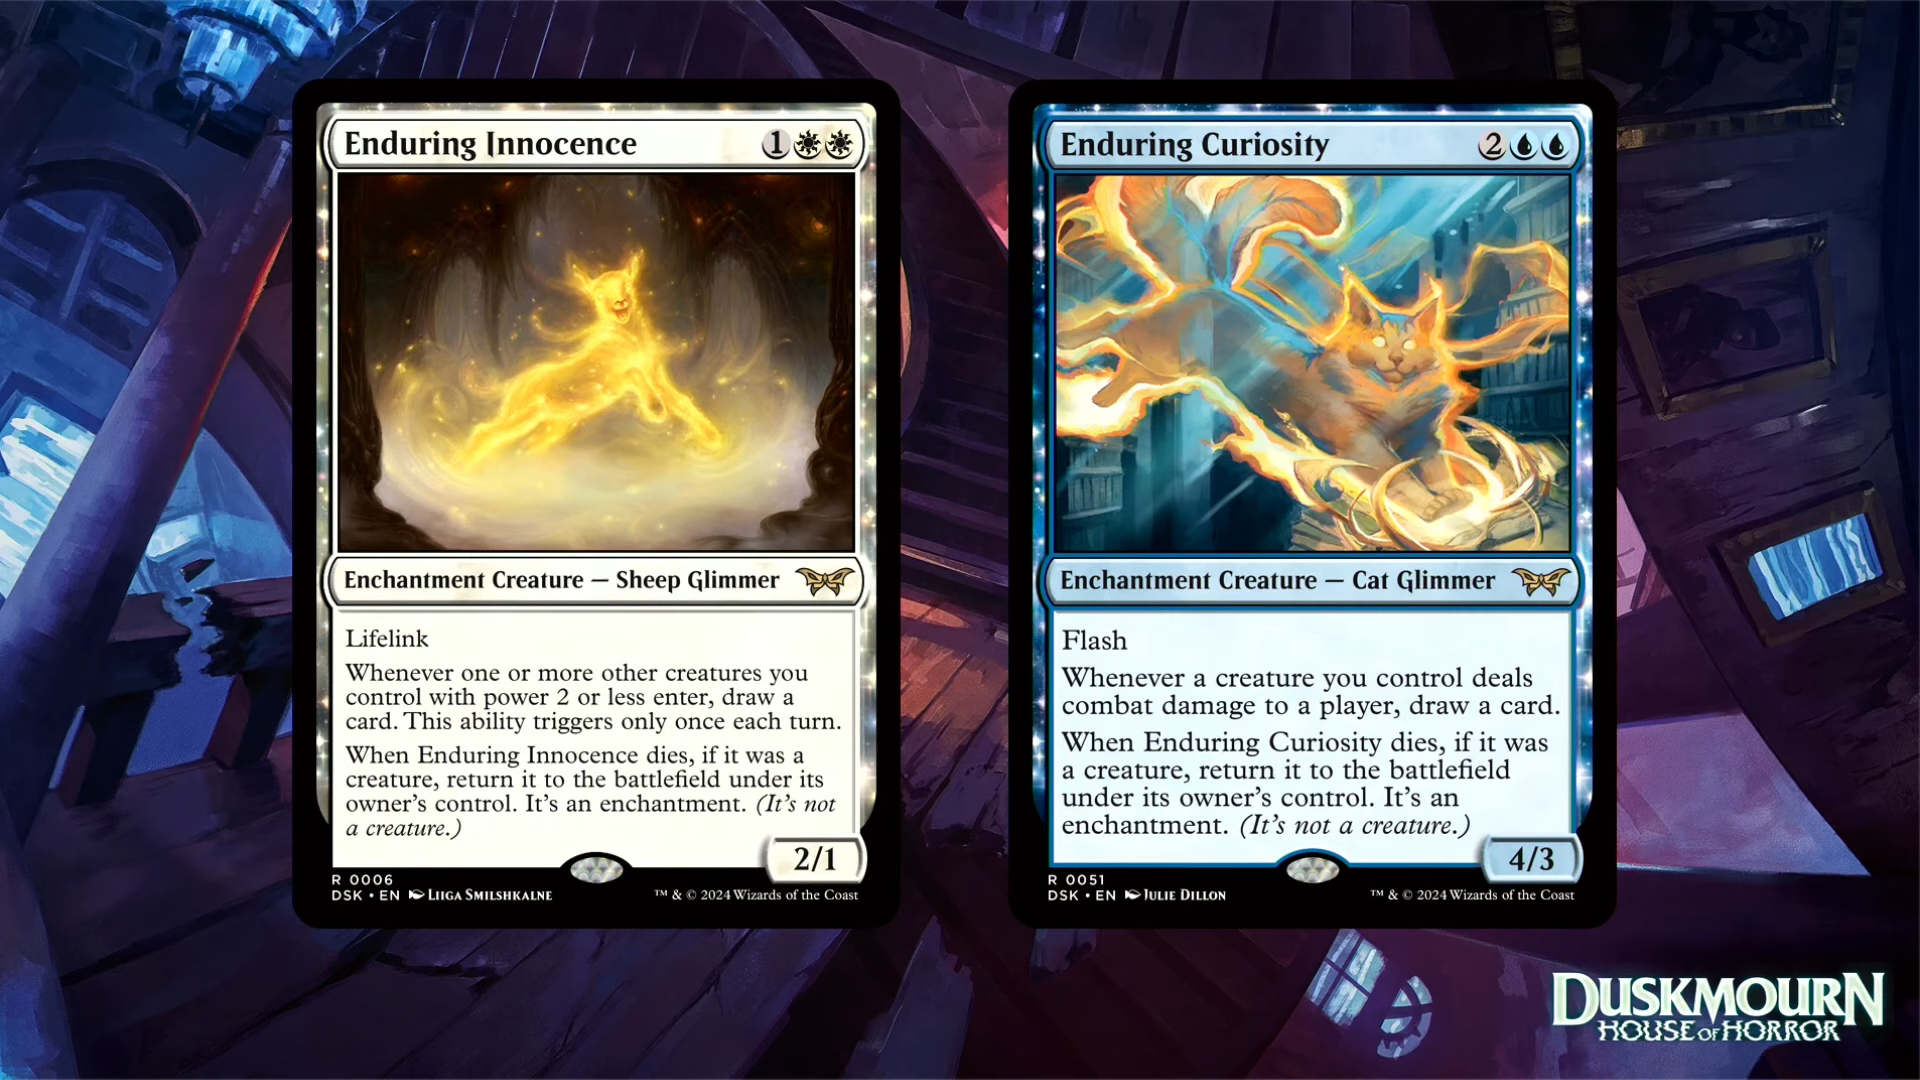 Enduring Innocence 1
Enchantment Creature — Sheep Glimmer
Lifelink
Whenever one or more other creatures you
control with power 2 or less enter, draw a
card. This ability triggers only once each turn.
When Enduring Innocence dies, if it was a
creature, return it to the battlefield under its
owner's control. It's an enchantment. (It's not
a creature.)
2/1
R 0006
DSK • EN LIIGA SMILSHKALNE
™ & © 2024 Wizards of the Coast
Enduring Curiosity 2
Enchantment Creature — Cat Glimmer
Flash
Whenever a creature you control deals
combat damage to a player, draw a card.
When Enduring Curiosity dies, if it was
a creature, return it to the battlefield
under its owner's control. It's an
enchantment. (It's not a creature.)
4/3
R 0051
DSK • EN JULIE DILLON
™ & © 2024 Wizards of the Coast
DUSKMOURN
HOUSE OF HORROR